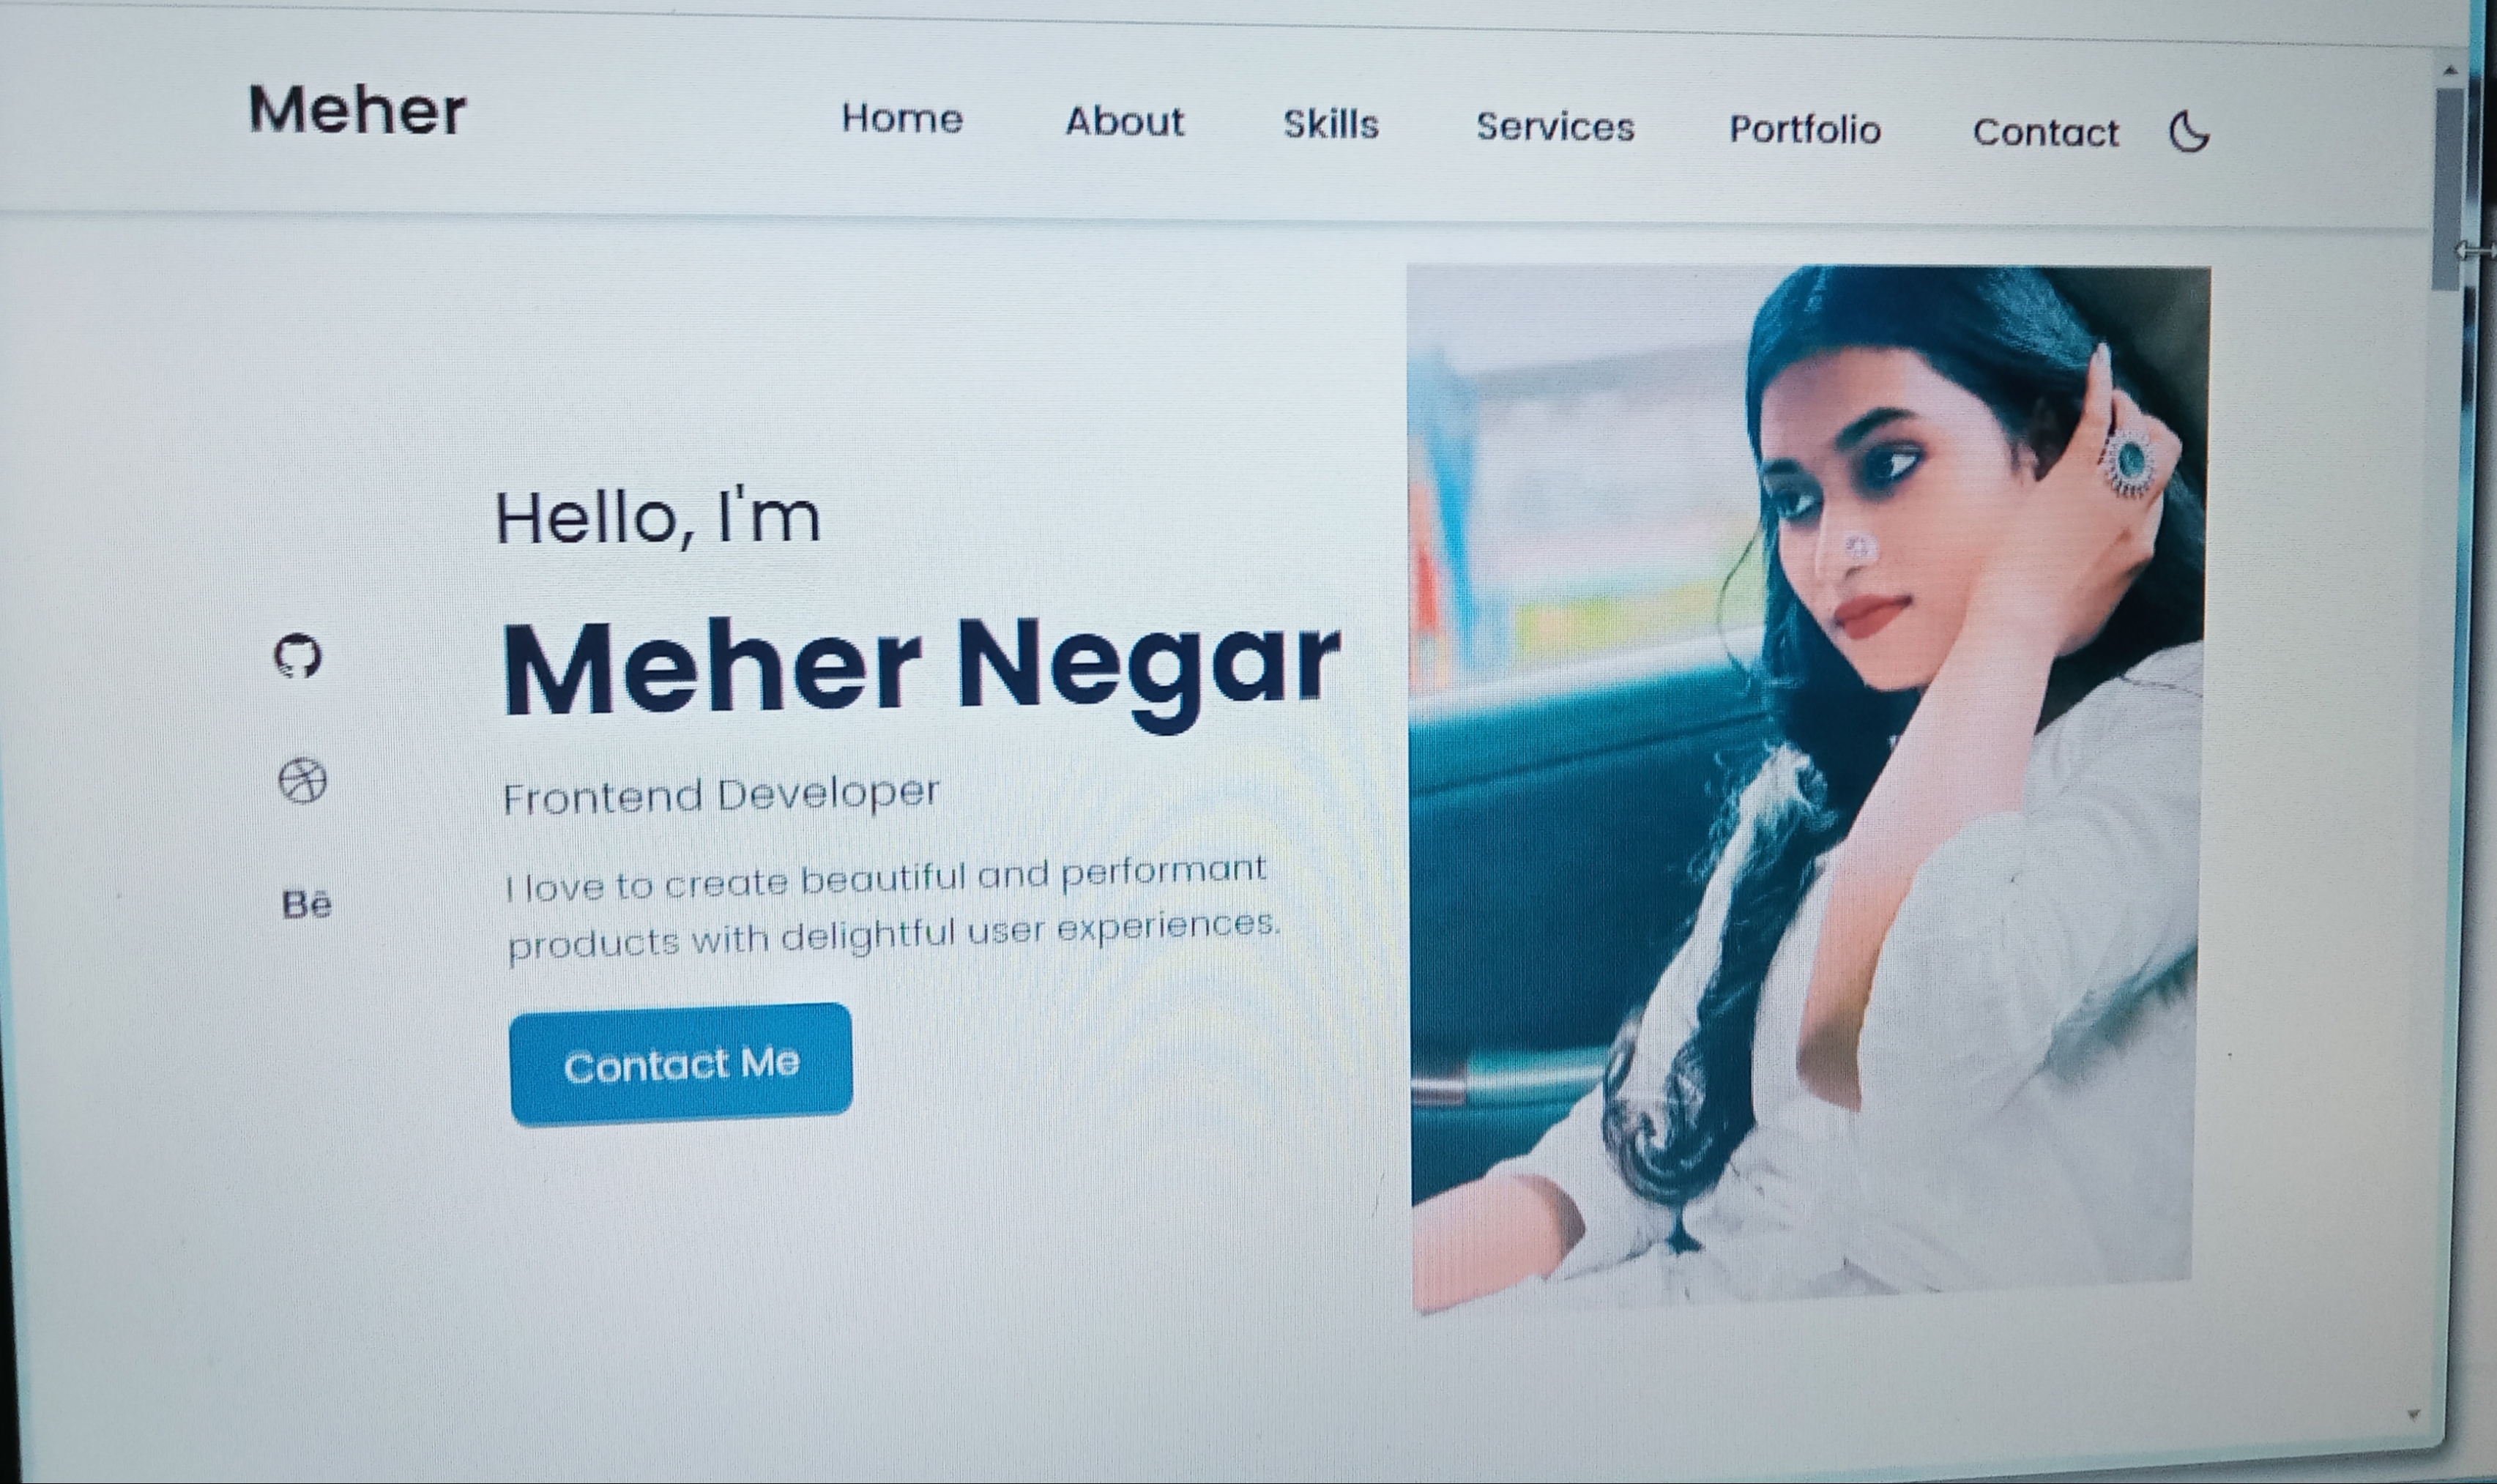 Meher
Home About Skills Services Portfolio Contact
Hello, I'm
Meher Negar
Frontend Developer
I love to create beautiful and performant
products with delightful user experiences.
Bē
Contact Me